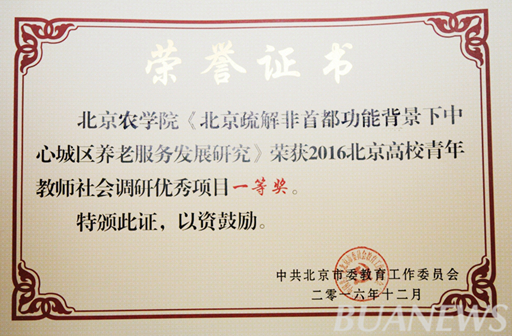 荣誉证书
北京农学院《北京疏解非首都功能背景下中
心城区养老服务发展研究》荣获2016北京高校青年
教师社会调研优秀项目一等奖。
特颁此证，以资鼓励。
中共北京市委教育工作委员会
二零一六年十二月
BUANEWS